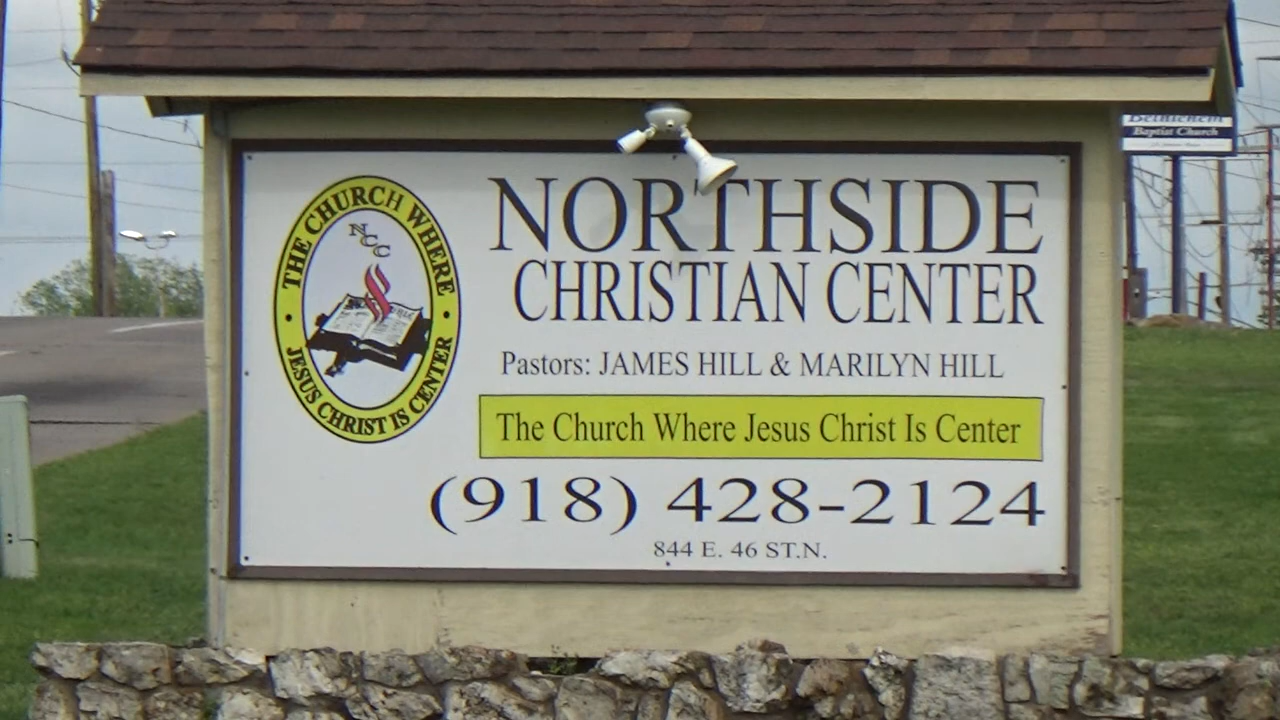 THE CHURCH WHERE
NCC
JESUS CHRIST IS CENTER
NORTHSIDE
CHRISTIAN CENTER
Pastors: JAMES HILL & MARILYN HILL
The Church Where Jesus Christ Is Center
(918) 428-2124
844 E. 46 ST.N.
Bethlehem
Baptist Church